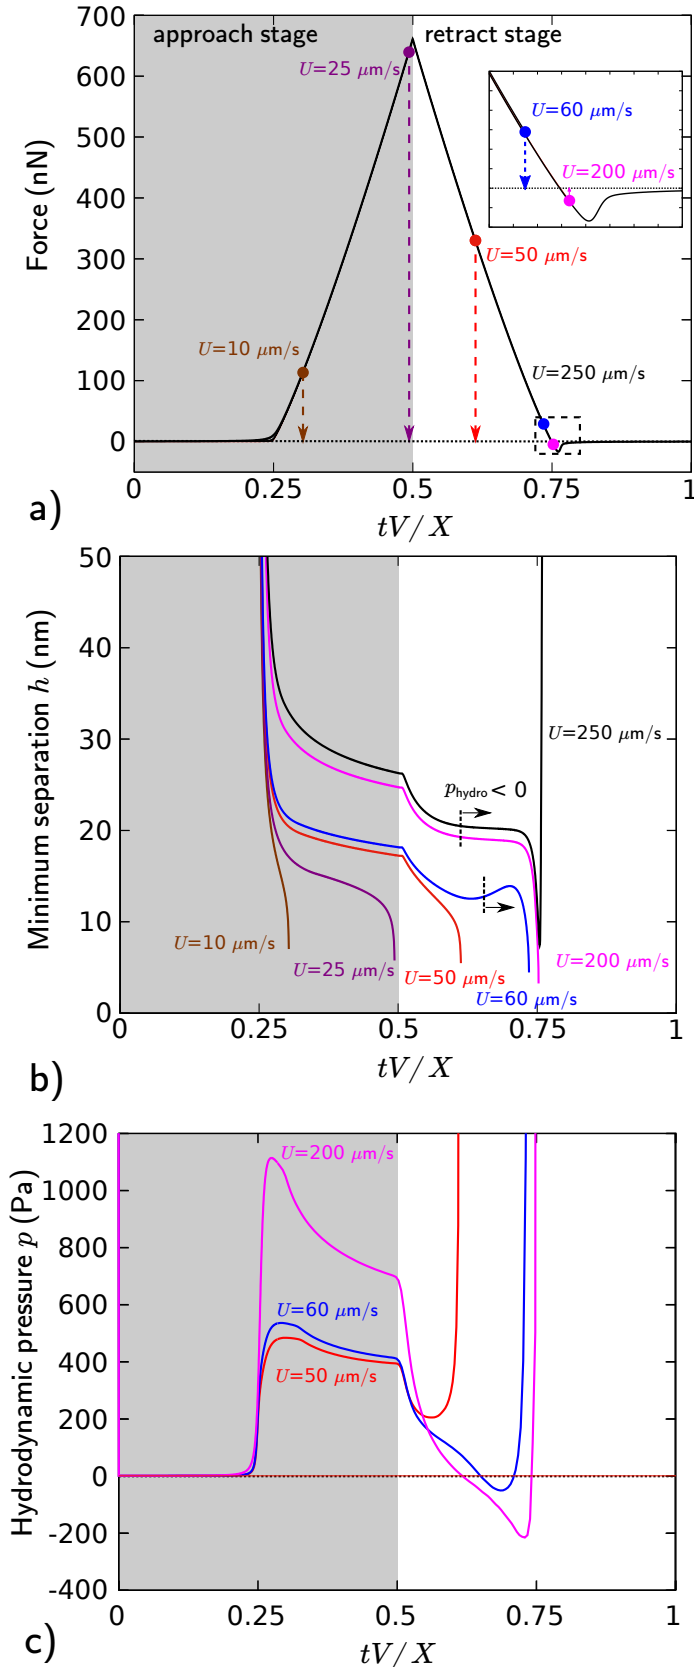 700
600
500
400
300
200
100
0
Force (nN)
approach stage
retract stage
U=25 μm/s
U=60 μm/s
U=200 μm/s
U=50 μm/s
U=10 μm/s
U=250 μm/s
0 0.25 0.5 0.75 1
tV/X
a)
50
40
30
20
10
0
Minimum separation h (nm)
U=250 μm/s
p_hydro < 0
U=10 μm/s
U=25 μm/s
U=50 μm/s
U=200 μm/s
U=60 μm/s
0 0.25 0.5 0.75 1
tV/X
b)
1200
1000
800
600
400
200
0
-200
-400
Hydrodynamic pressure p (Pa)
U=200 μm/s
U=60 μm/s
U=50 μm/s
0 0.25 0.5 0.75 1
tV/X
c)